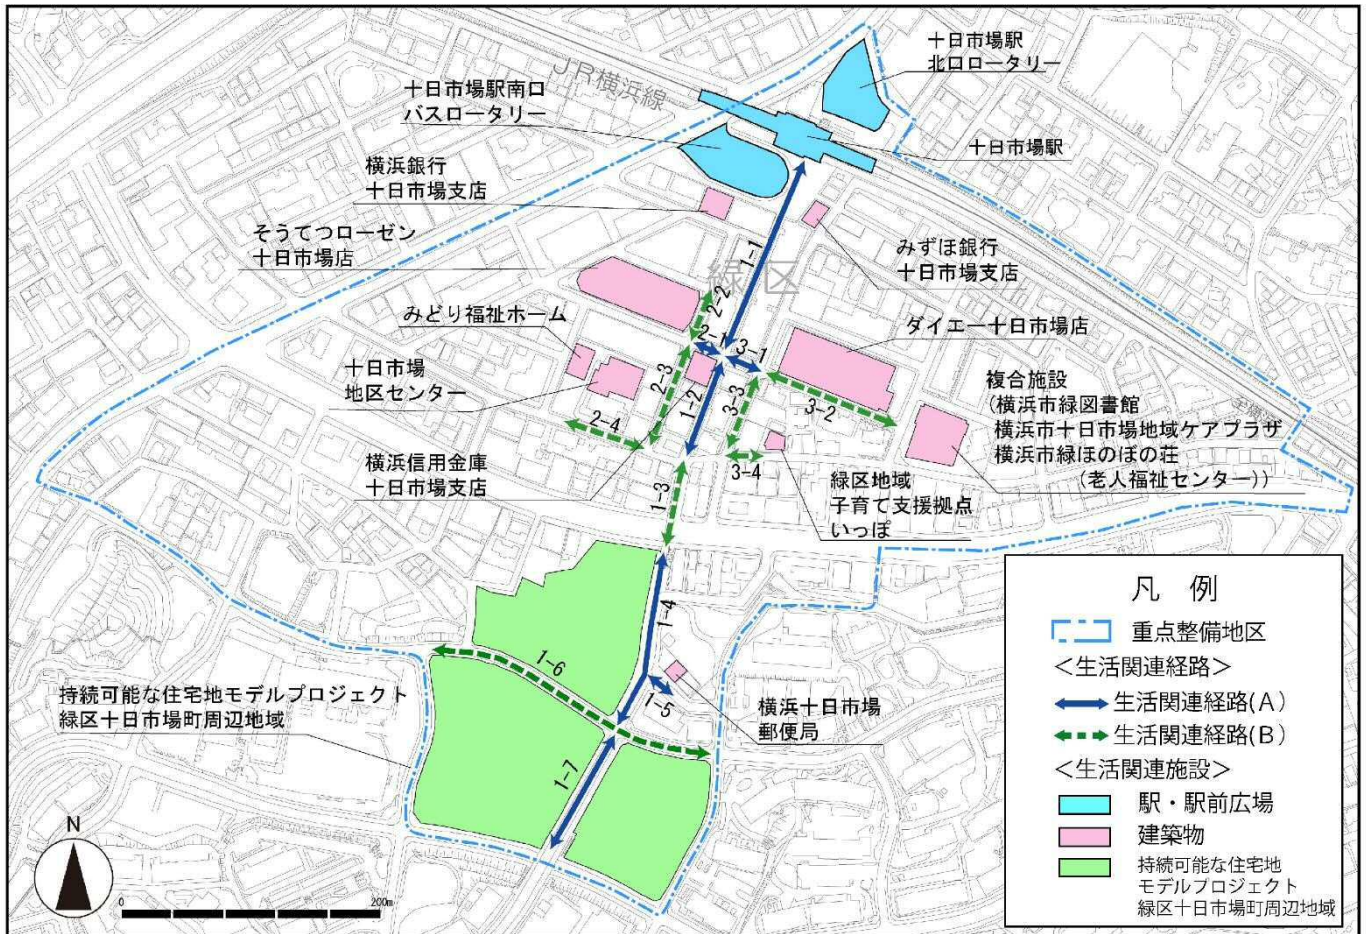 十日市場駅
北口ロータリー
JR横浜線
十日市場駅南口
バスロータリー
十日市場駅
横浜銀行
十日市場支店
そうてつローゼン
十日市場店
みずほ銀行
十日市場支店
緑区
1-1
2-2
みどり福祉ホーム
ダイエー十日市場店
2-1
3-1
十日市場
地区センター
複合施設
(横浜市緑図書館
横浜市十日市場地域ケアプラザ
横浜市緑ほのぼの荘
(老人福祉センター))
2-3
1-2
3-3
3-2
2-4
横浜信用金庫
十日市場支店
3-4
1-3
緑区地域
子育て支援拠点
いっぽ
1-4
1-6
1-5
横浜十日市場
郵便局
持続可能な住宅地モデルプロジェクト
緑区十日市場町周辺地域
1-7
N
0
200m
凡 例
重点整備地区
<生活関連経路>
生活関連経路(A)
生活関連経路(B)
<生活関連施設>
駅・駅前広場
建築物
持続可能な住宅地
モデルプロジェクト
緑区十日市場町周辺地域